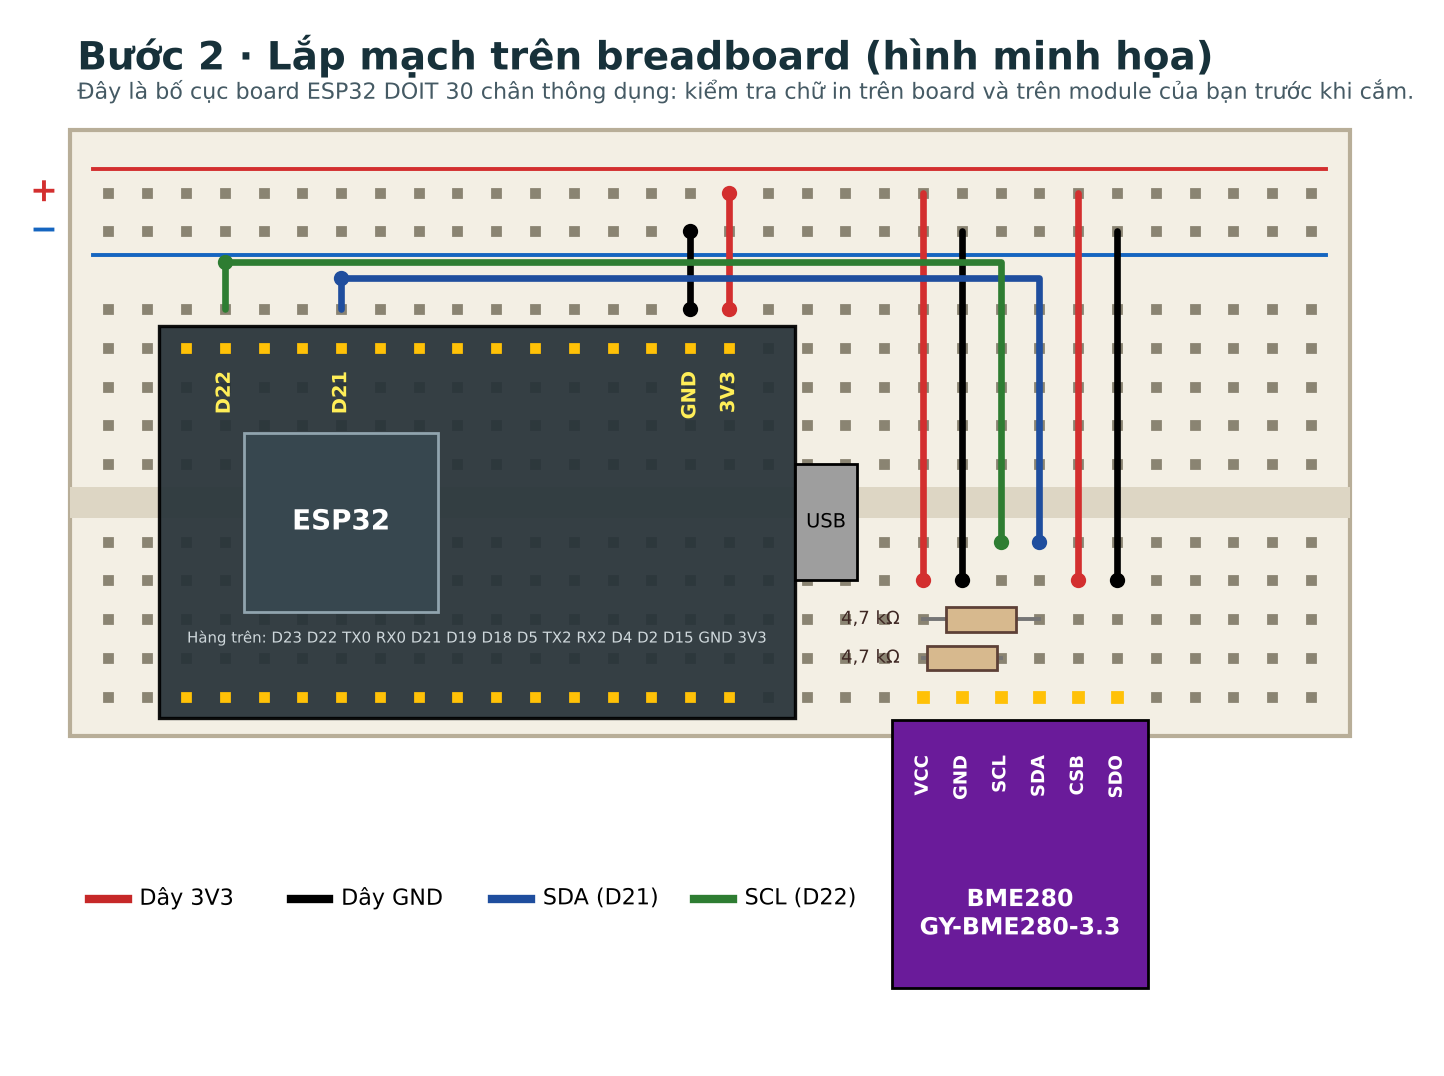 Bước 2 · Lắp mạch trên breadboard (hình minh họa)
Đây là bố cục board ESP32 DOIT 30 chân thông dụng: kiểm tra chữ in trên board và trên module của bạn trước khi cắm.
+
−
D22
D21
GND
3V3
ESP32
USB
Hàng trên: D23 D22 TX0 RX0 D21 D19 D18 D5 TX2 RX2 D4 D2 D15 GND 3V3
4,7 kΩ
4,7 kΩ
VCC
GND
SCL
SDA
CSB
SDO
BME280
GY-BME280-3.3
Dây 3V3
Dây GND
SDA (D21)
SCL (D22)